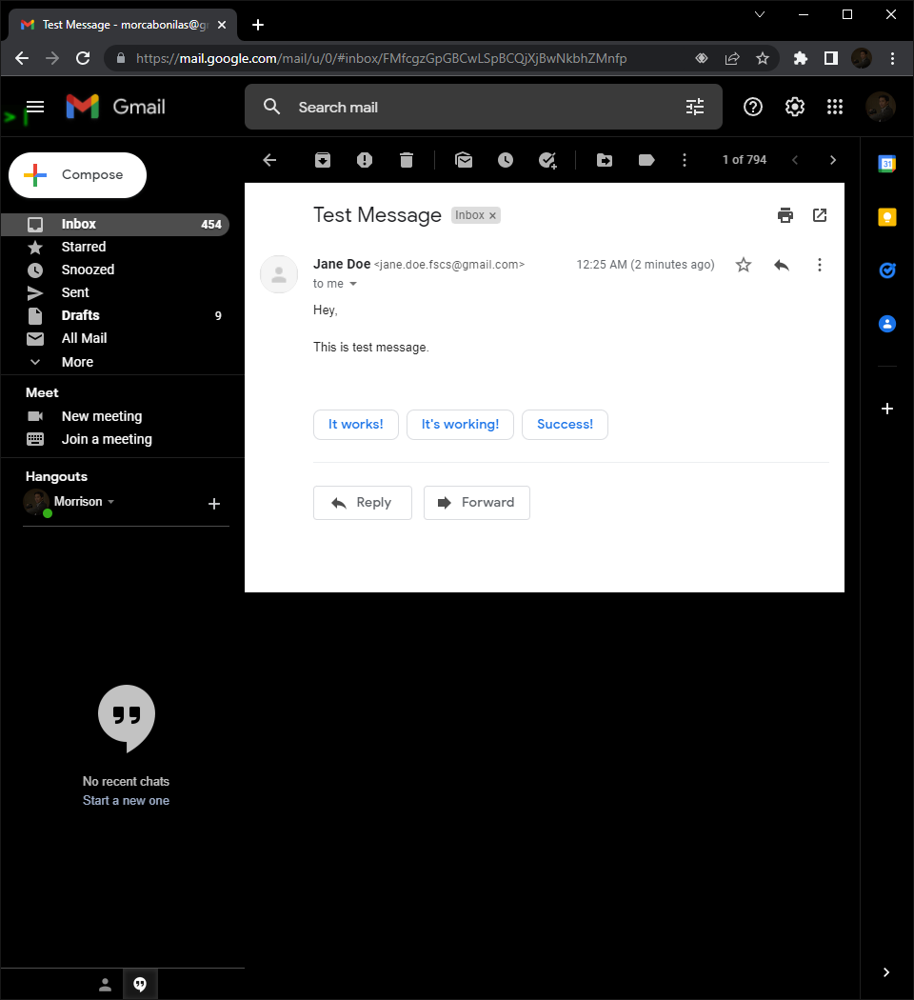 Test Message - morcabonilas@g
https://mail.google.com/mail/u/0/#inbox/FMfcgzGpGBCwLSpBCQjXjBwNkbhZMnfp
Gmail
Search mail
Compose
1 of 794
Inbox 454
Starred
Snoozed
Sent
Drafts 9
All Mail
More
Meet
New meeting
Join a meeting
Hangouts
Morrison
No recent chats
Start a new one
Test Message Inbox ×
Jane Doe <jane.doe.fscs@gmail.com> 12:25 AM (2 minutes ago)
to me
Hey,
This is test message.
It works! It's working! Success!
Reply Forward
31